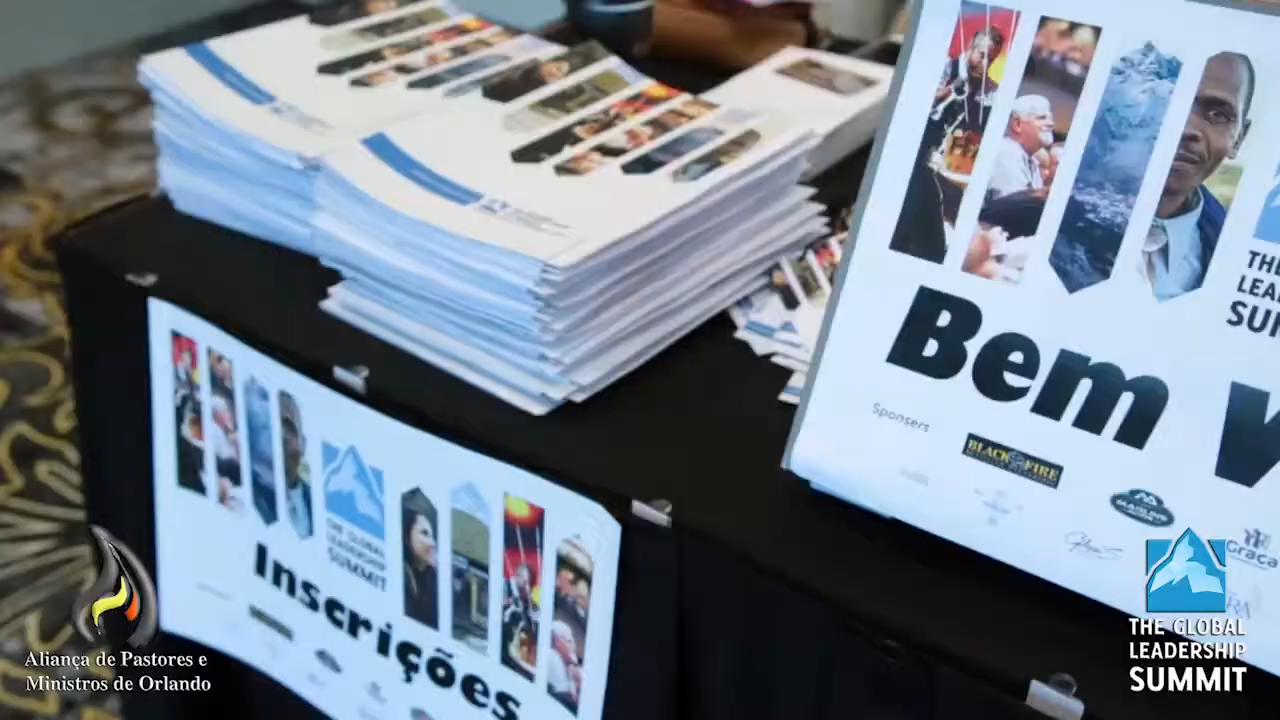 THE
LEA
SUM
Bem V
Sponsers
BLACK FIRE
Graça
THE GLOBAL
LEADERSHIP
SUMMIT
Inscrições
Aliança de Pastores e
Ministros de Orlando
THE GLOBAL
LEADERSHIP
SUMMIT